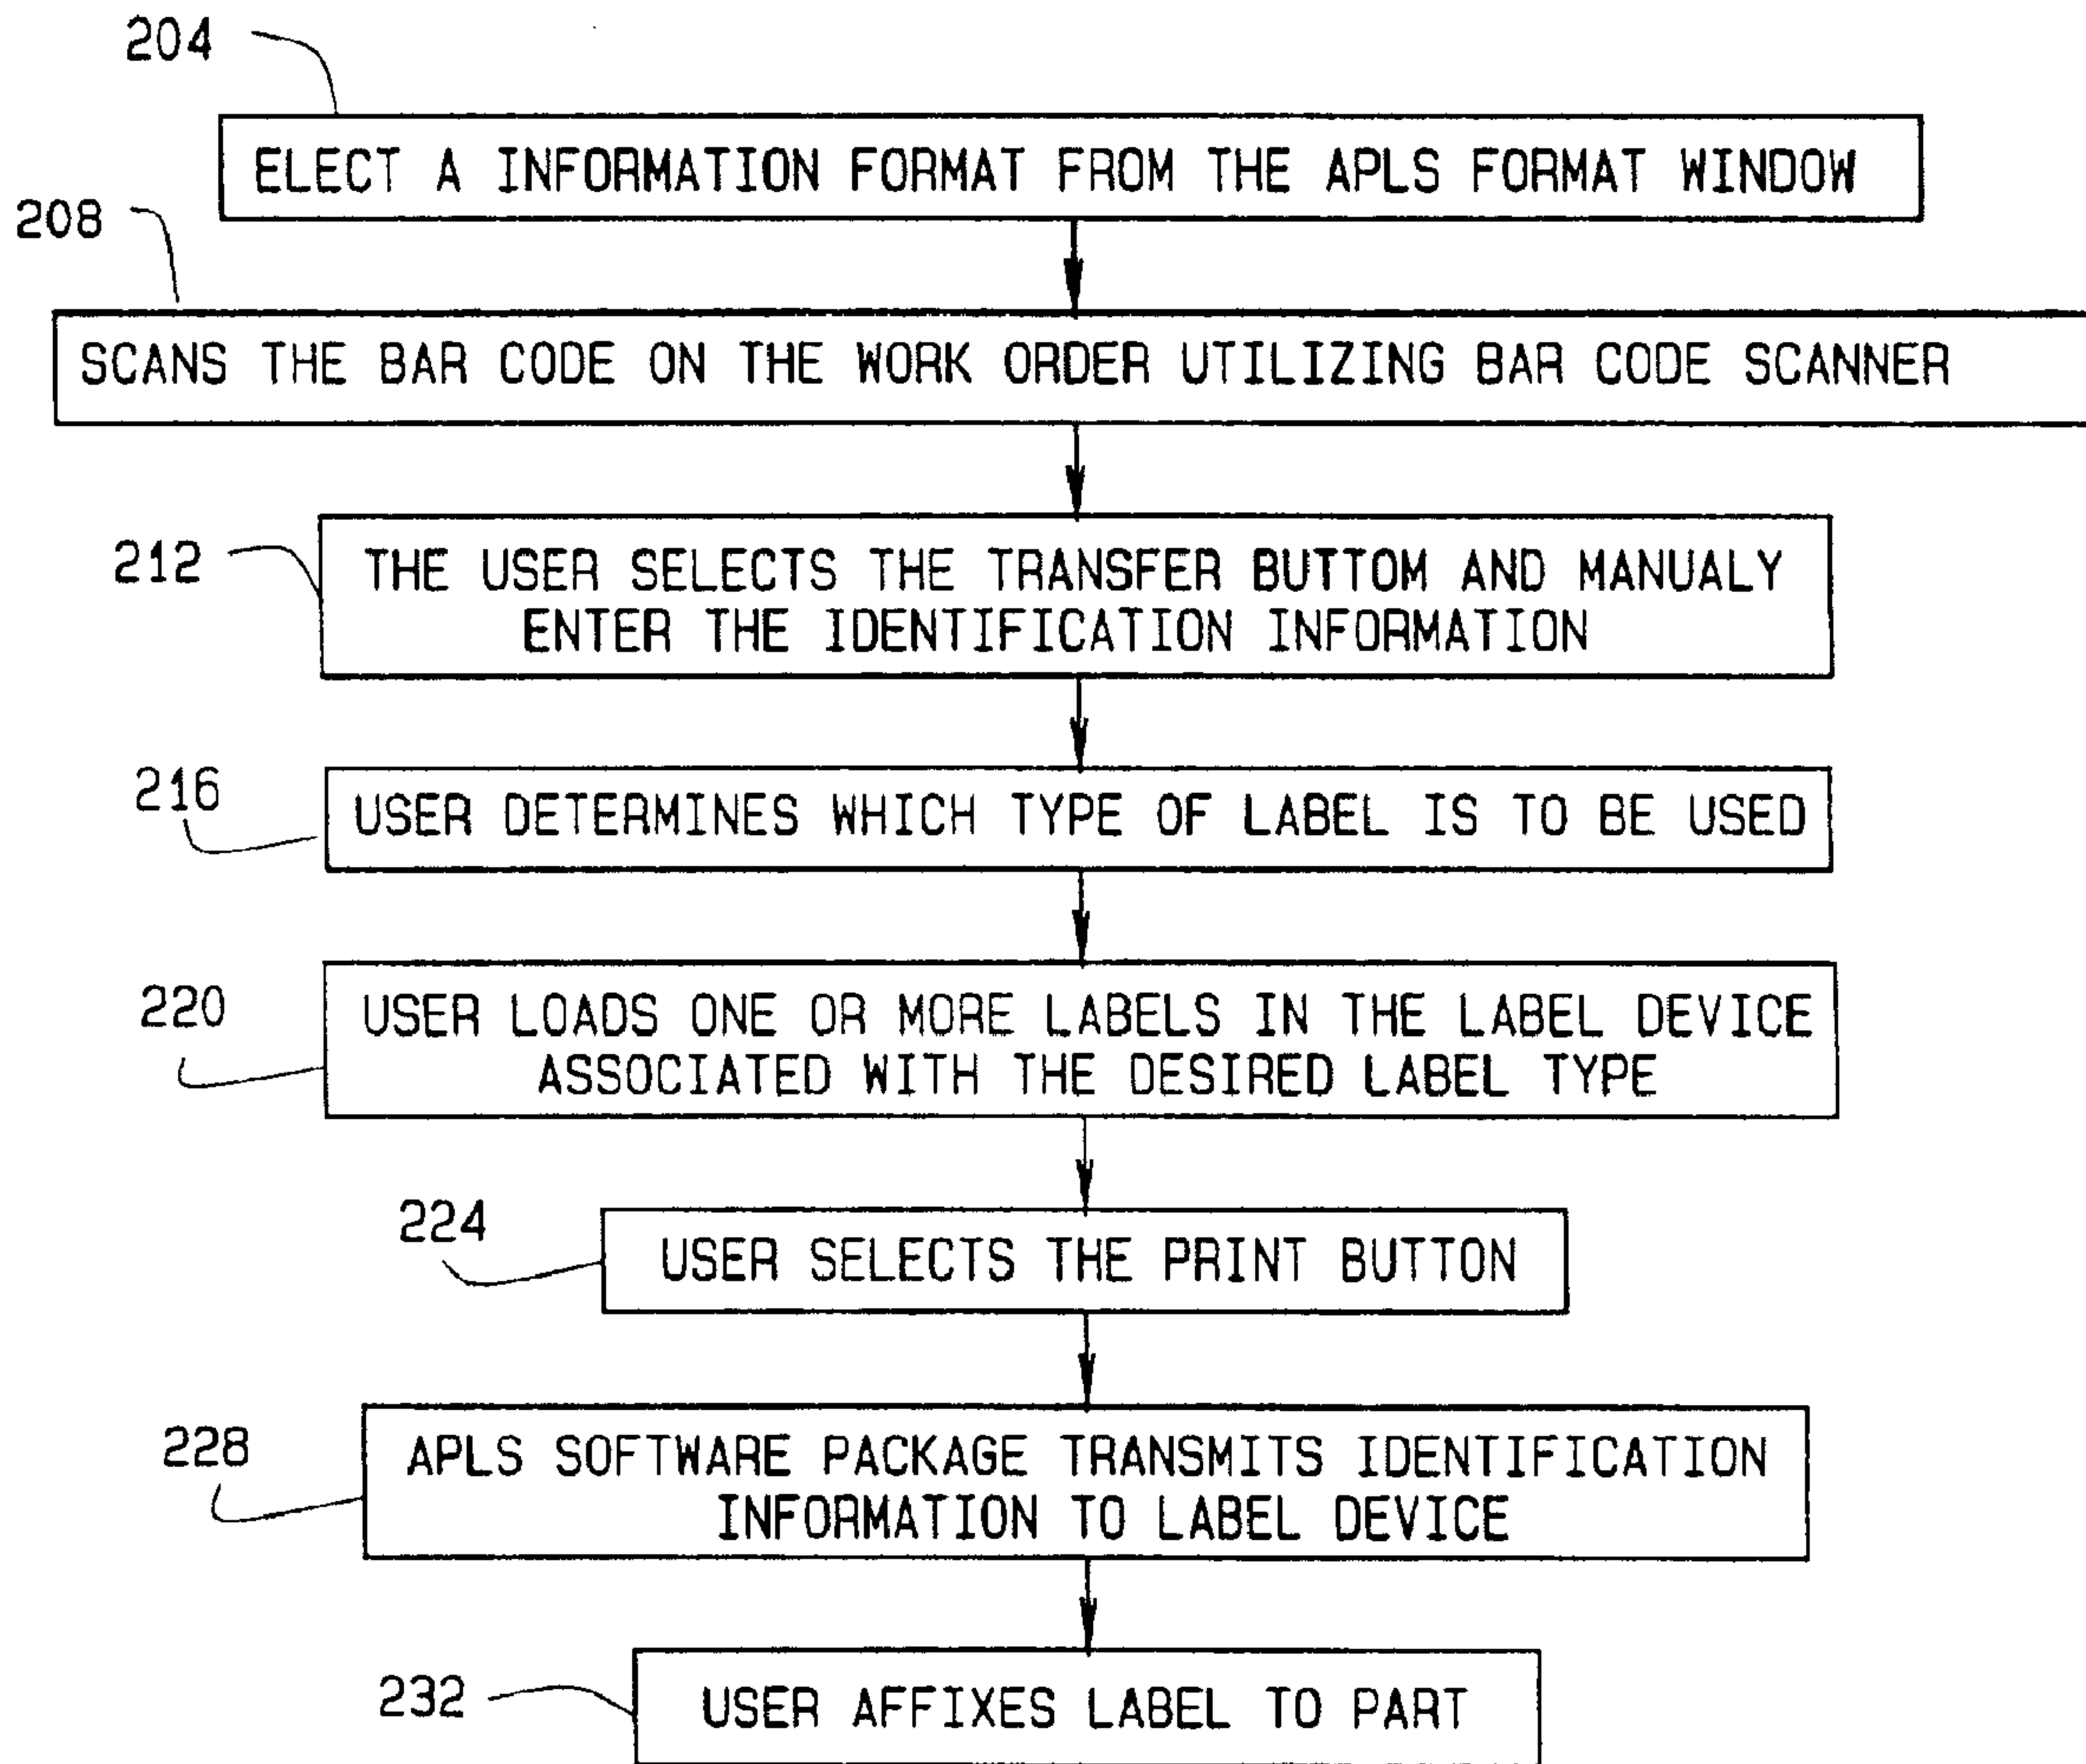 204
ELECT A INFORMATION FORMAT FROM THE APLS FORMAT WINDOW
208
SCANS THE BAR CODE ON THE WORK ORDER UTILIZING BAR CODE SCANNER
212
THE USER SELECTS THE TRANSFER BUTTOM AND MANUALY
ENTER THE IDENTIFICATION INFORMATION
216
USER DETERMINES WHICH TYPE OF LABEL IS TO BE USED
220
USER LOADS ONE OR MORE LABELS IN THE LABEL DEVICE
ASSOCIATED WITH THE DESIRED LABEL TYPE
224
USER SELECTS THE PRINT BUTTON
228
APLS SOFTWARE PACKAGE TRANSMITS IDENTIFICATION
INFORMATION TO LABEL DEVICE
232
USER AFFIXES LABEL TO PART